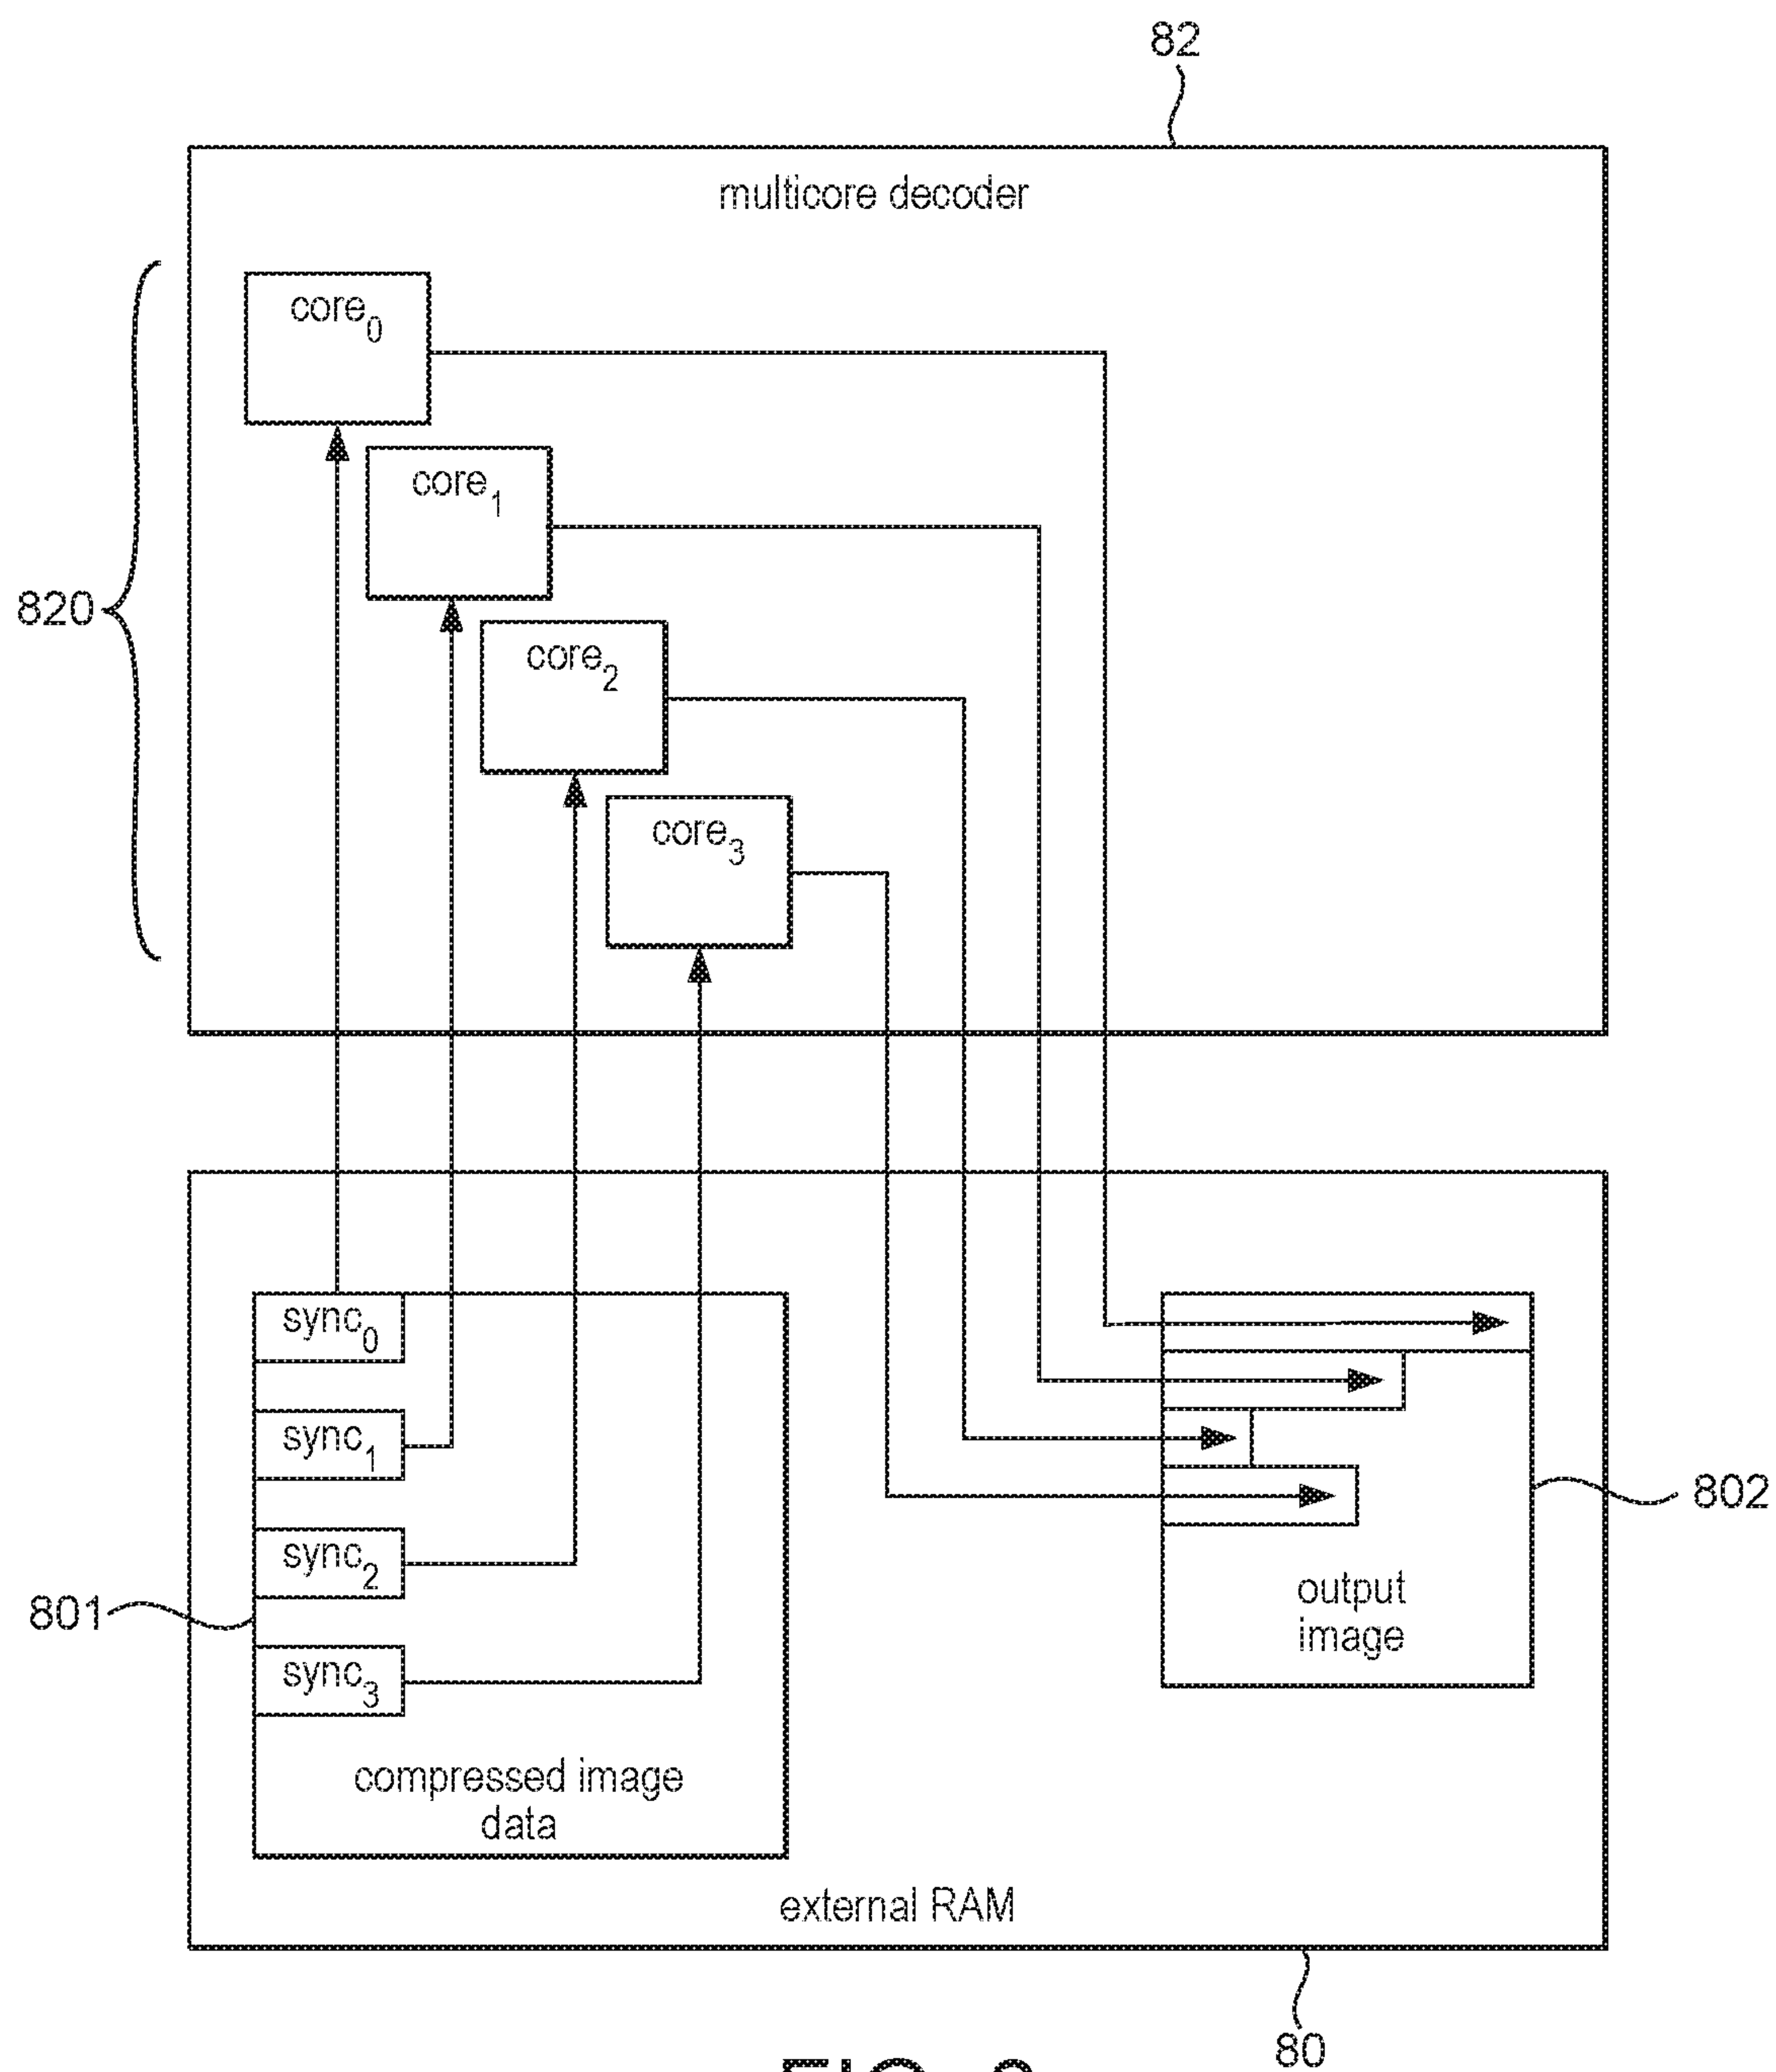 82
multicore decoder
core0
core1
820
core2
core3
sync0
sync1
802
sync2
output
image
801
sync3
compressed image
data
external RAM
80